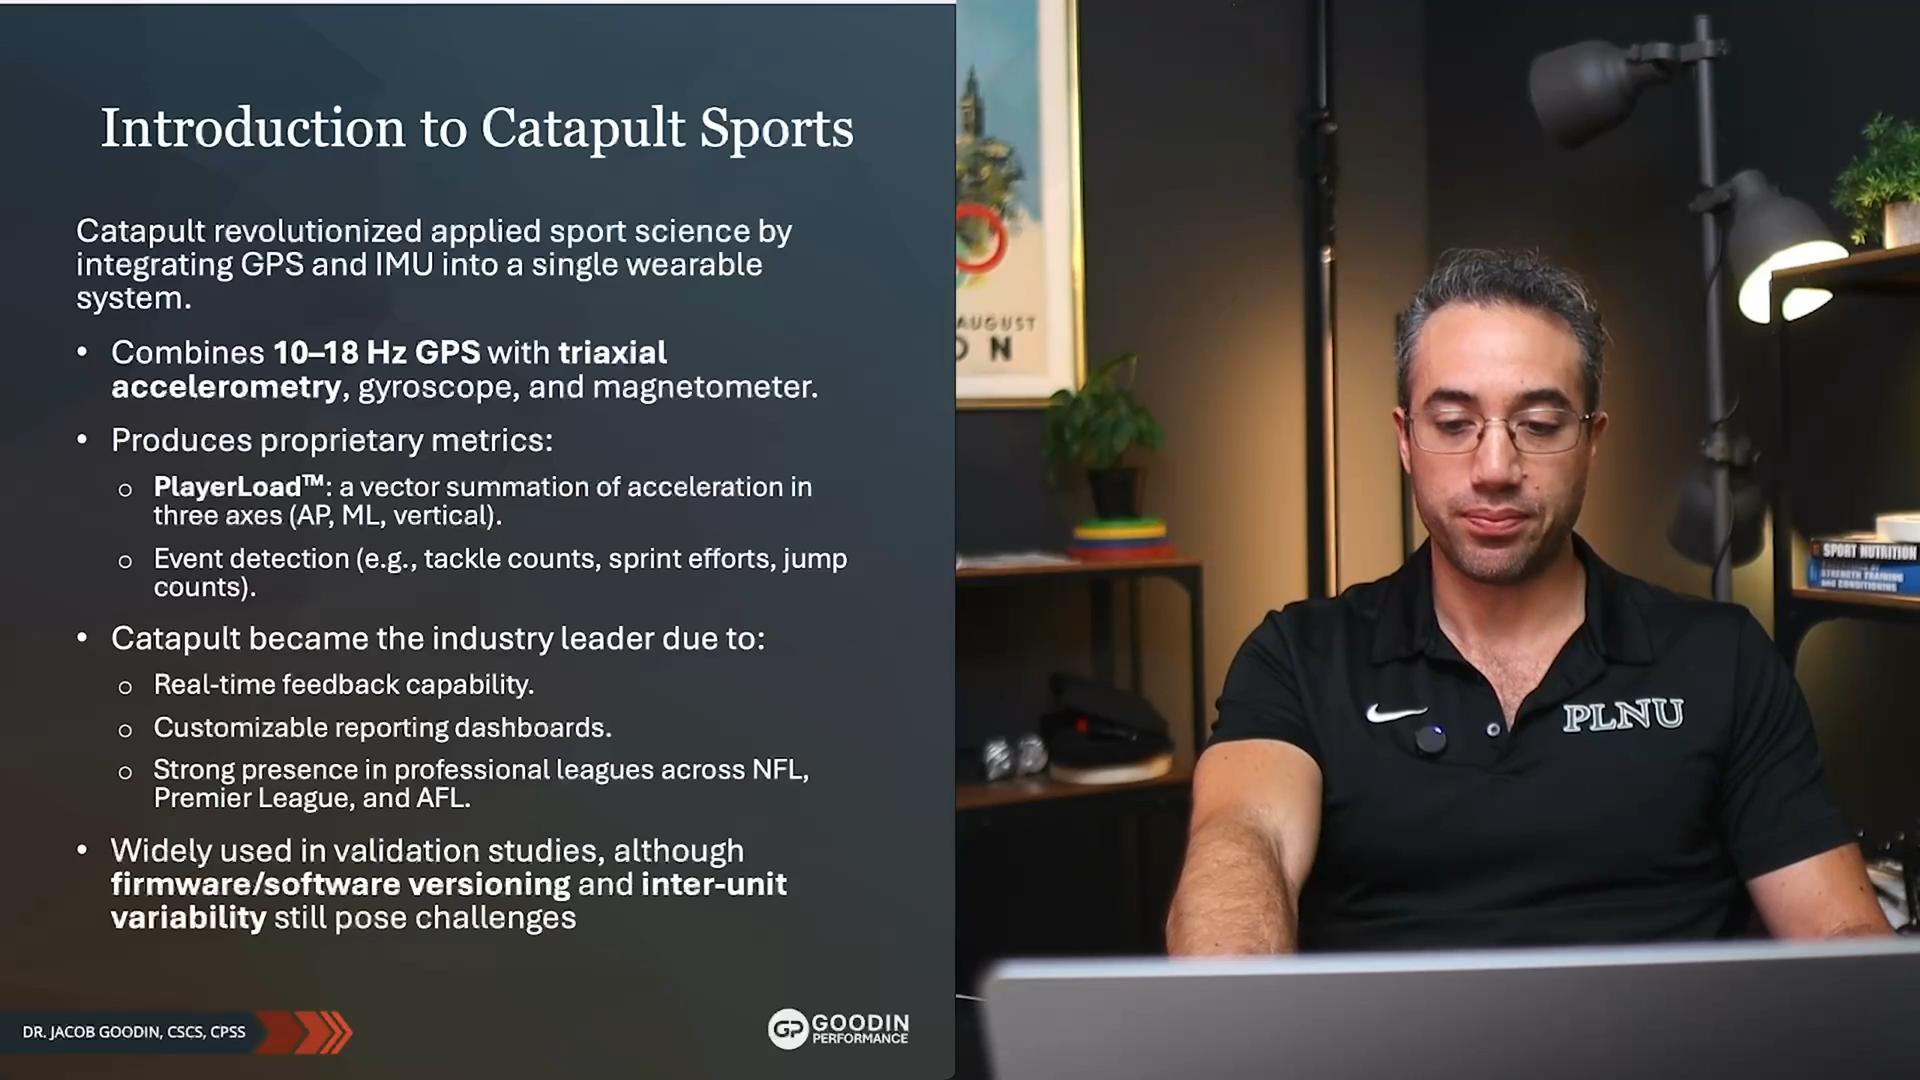 Introduction to Catapult Sports
Catapult revolutionized applied sport science by
integrating GPS and IMU into a single wearable
system.
• Combines 10–18 Hz GPS with triaxial
accelerometry, gyroscope, and magnetometer.
• Produces proprietary metrics:
o PlayerLoad™: a vector summation of acceleration in
three axes (AP, ML, vertical).
o Event detection (e.g., tackle counts, sprint efforts, jump
counts).
• Catapult became the industry leader due to:
o Real-time feedback capability.
o Customizable reporting dashboards.
o Strong presence in professional leagues across NFL,
Premier League, and AFL.
• Widely used in validation studies, although
firmware/software versioning and inter-unit
variability still pose challenges
DR. JACOB GOODIN, CSCS, CPSS
GP GOODIN
PERFORMANCE
AUGUST
PLNU
SPORT NUTRITION
STRENGTH TRAINING
AND CONDITIONING